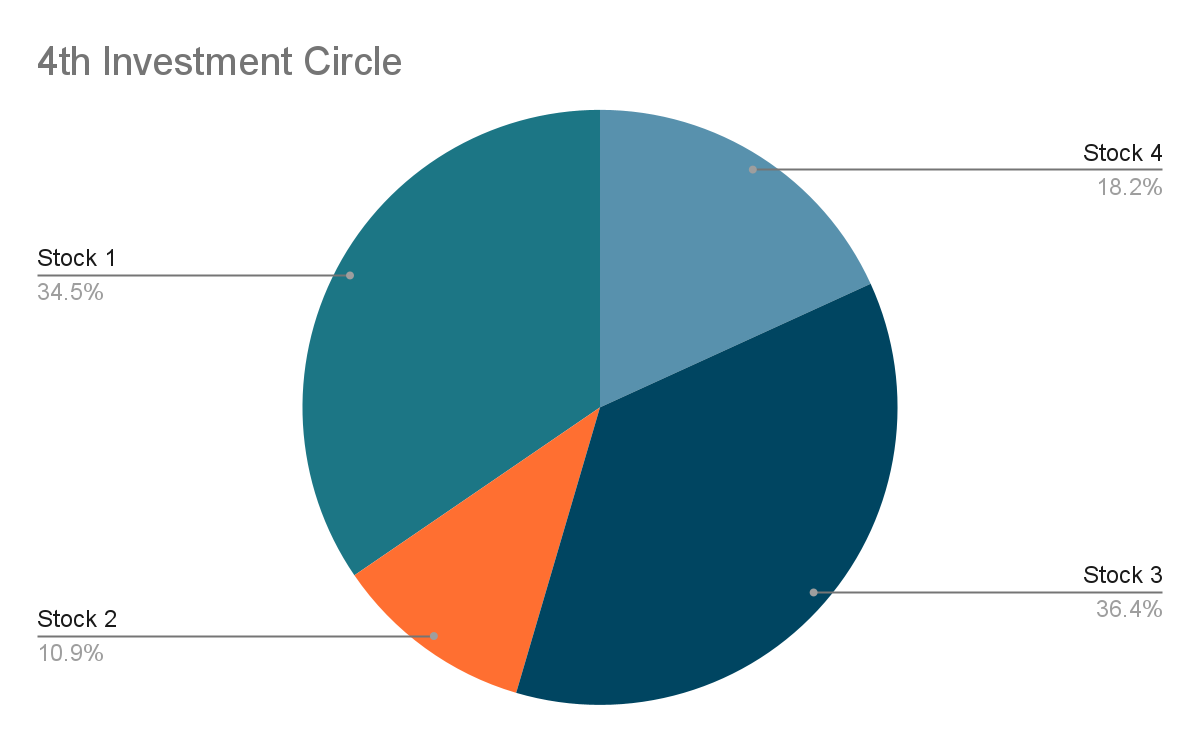 4th Investment Circle
Stock 4
18.2%
Stock 1
34.5%
Stock 3
36.4%
Stock 2
10.9%